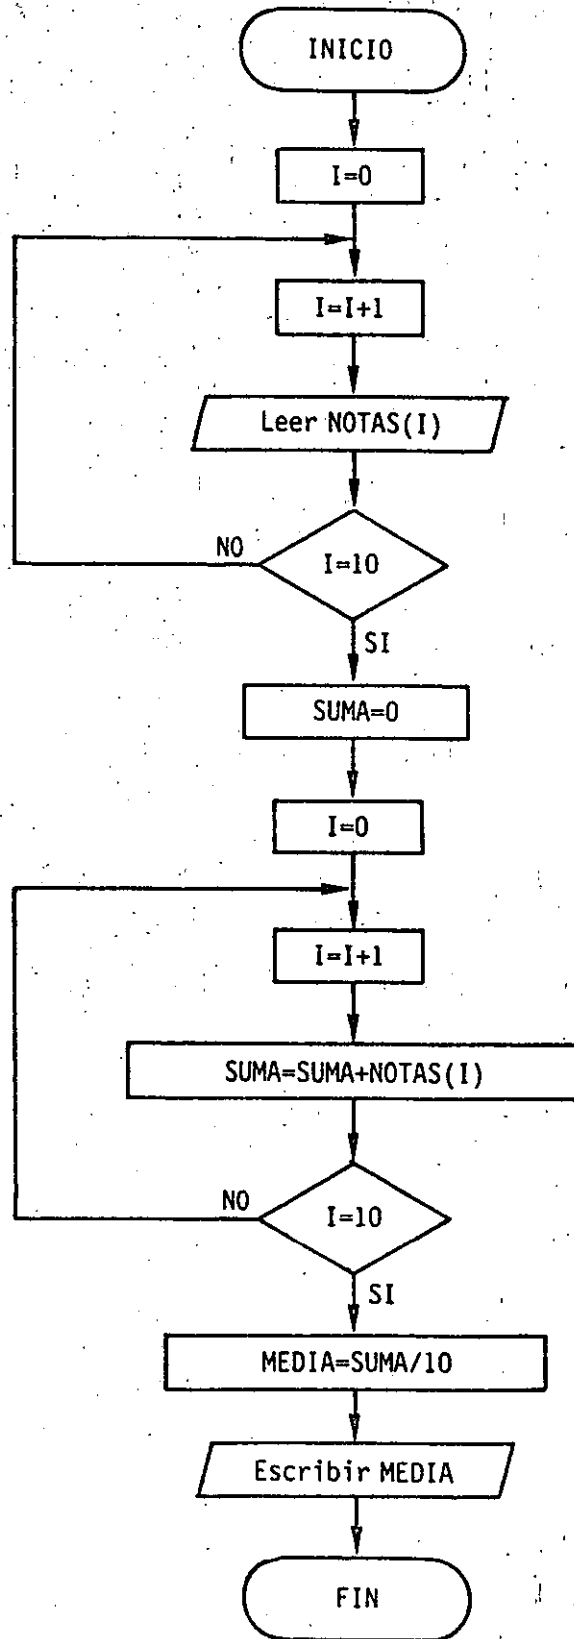 INICIO
I=0
I=I+1
Leer NOTAS(I)
I=10
NO
SI
SUMA=0
I=0
I=I+1
SUMA=SUMA+NOTAS(I)
I=10
NO
SI
MEDIA=SUMA/10
Escribir MEDIA
FIN